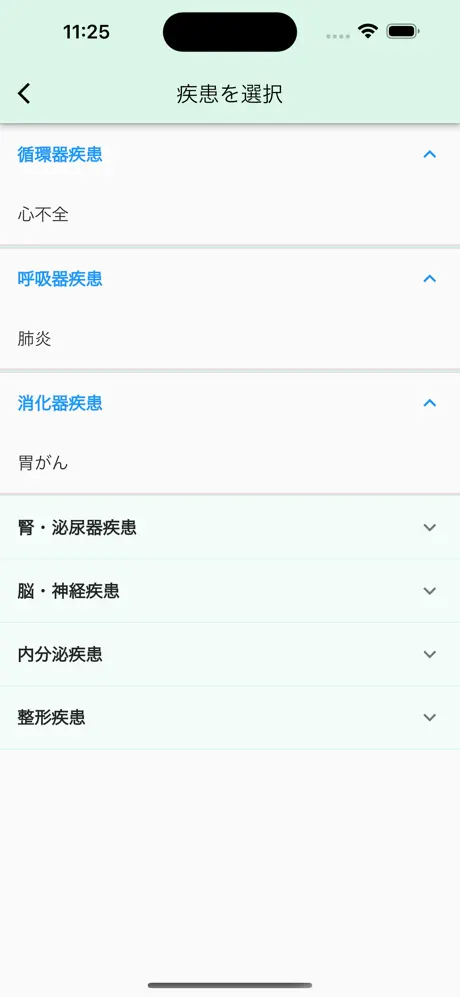 11:25
疾患を選択
循環器疾患
心不全
呼吸器疾患
肺炎
消化器疾患
胃がん
腎・泌尿器疾患
脳・神経疾患
内分泌疾患
整形疾患